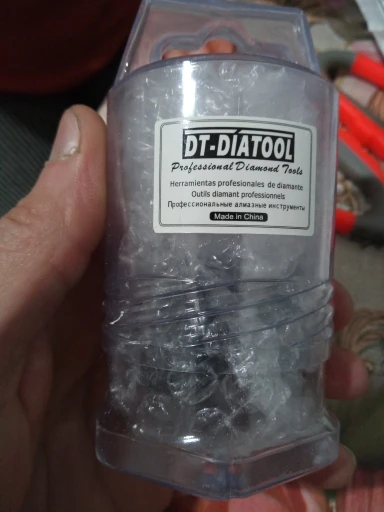 DT-DIATOOL
Professional Diamond Tools
Herramientas profesionales de diamante
Outils diamant professionnels
Профессиональные алмазные инструменты
Made in China